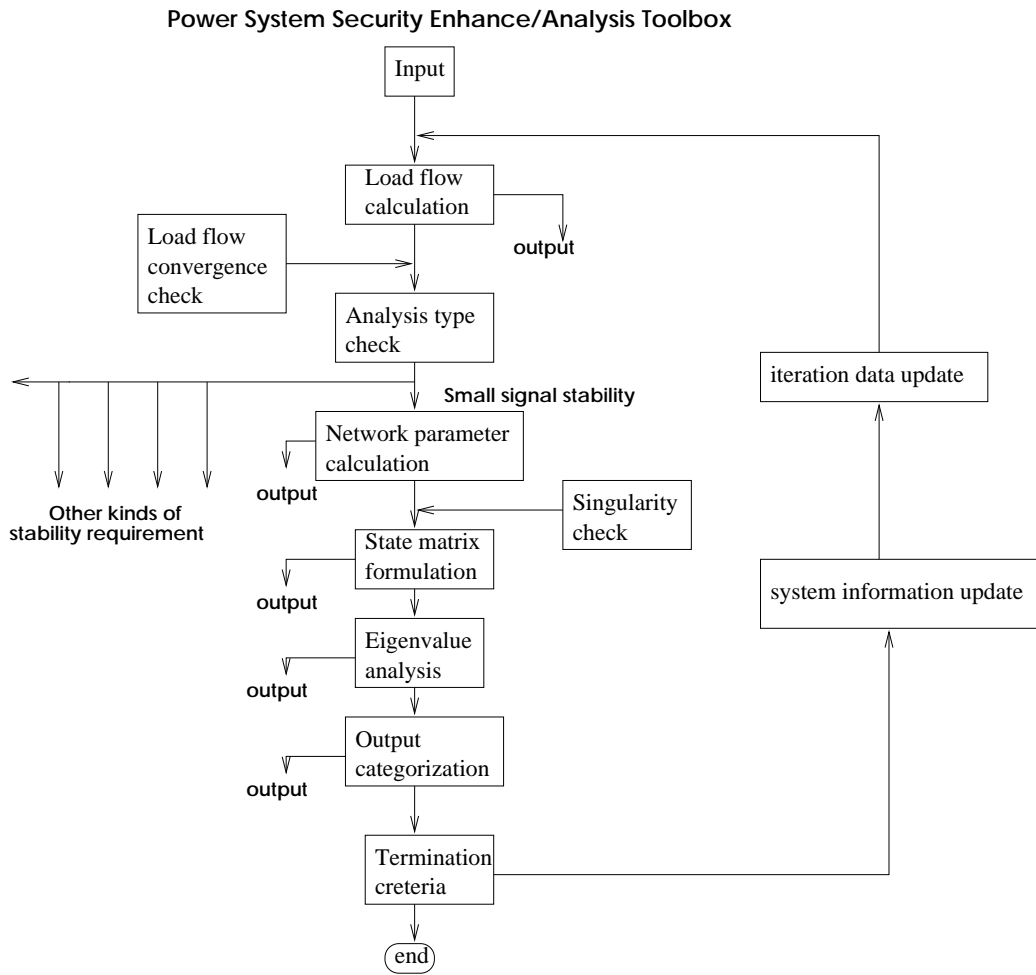 Power System Security Enhance/Analysis Toolbox
Input
Load flow
calculation
output
Load flow
convergence
check
Analysis type
check
iteration data update
Small signal stability
Network parameter
calculation
output
Other kinds of
stability requirement
Singularity
check
State matrix
formulation
output
system information update
Eigenvalue
analysis
output
Output
categorization
output
Termination
creteria
end